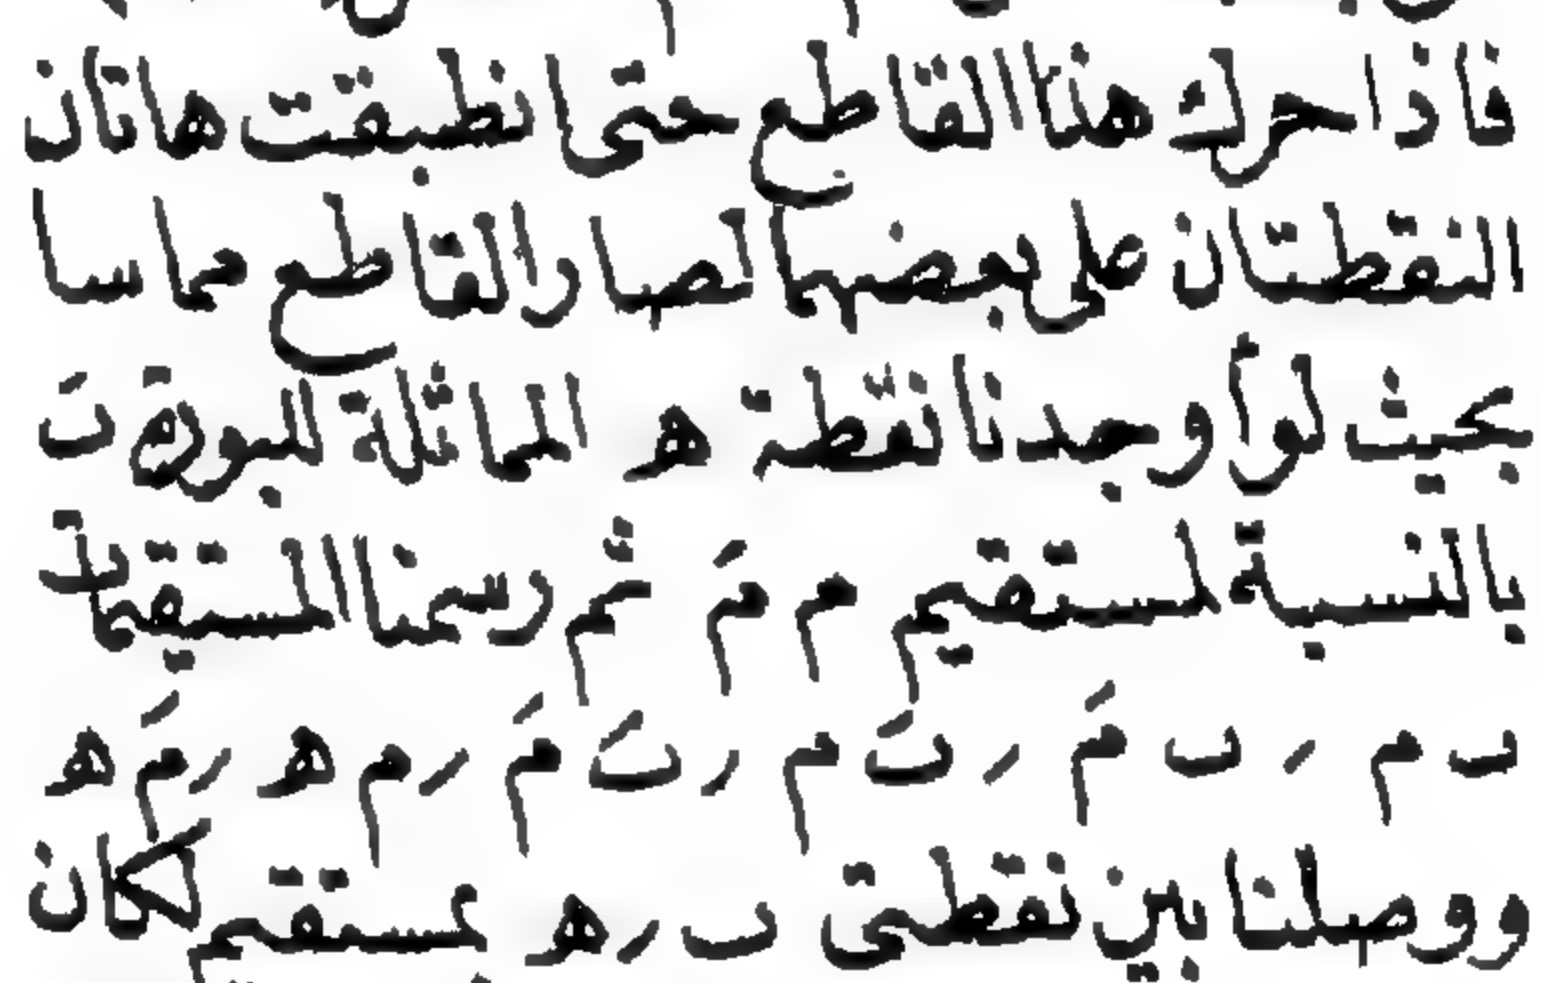 فاذا حرك هذا القاطع حتى انطبقت هاتان
النقطتان على بعضهما لصار القاطع مماسا
بحيث لو أوجدنا نقطة هـ المماثلة للبورة بَ
بالنسبة لمستقيم م مَ ثم رسمنا المستقيمات
ب م ر ب مَ ر بَ م ر بَ مَ ر م هـ ر مَ هـ
ووصلنا بين نقطتى ب ر هـ بمستقيم لكان